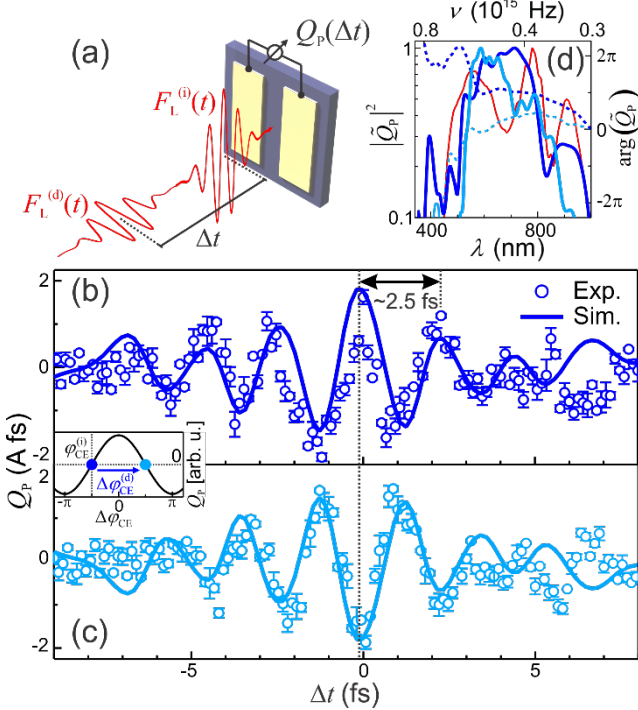 (a)
Q_P(Δt)
F_L^(i)(t)
F_L^(d)(t)
Δt
ν (10^15 Hz)
0.8 0.4 0.3
(d)
1
0.1
|Q̃_P|^2
2π
0
-2π
arg(Q̃_P)
400 800
λ (nm)
2
0
-2
(b)
~2.5 fs
Exp.
Sim.
Q_P (A fs)
φ_CE^(i)
Δφ_CE^(d)
0
Q_P [arb. u.]
-π π
Δφ_CE
0
-2
(c)
-5 0 5
Δt (fs)